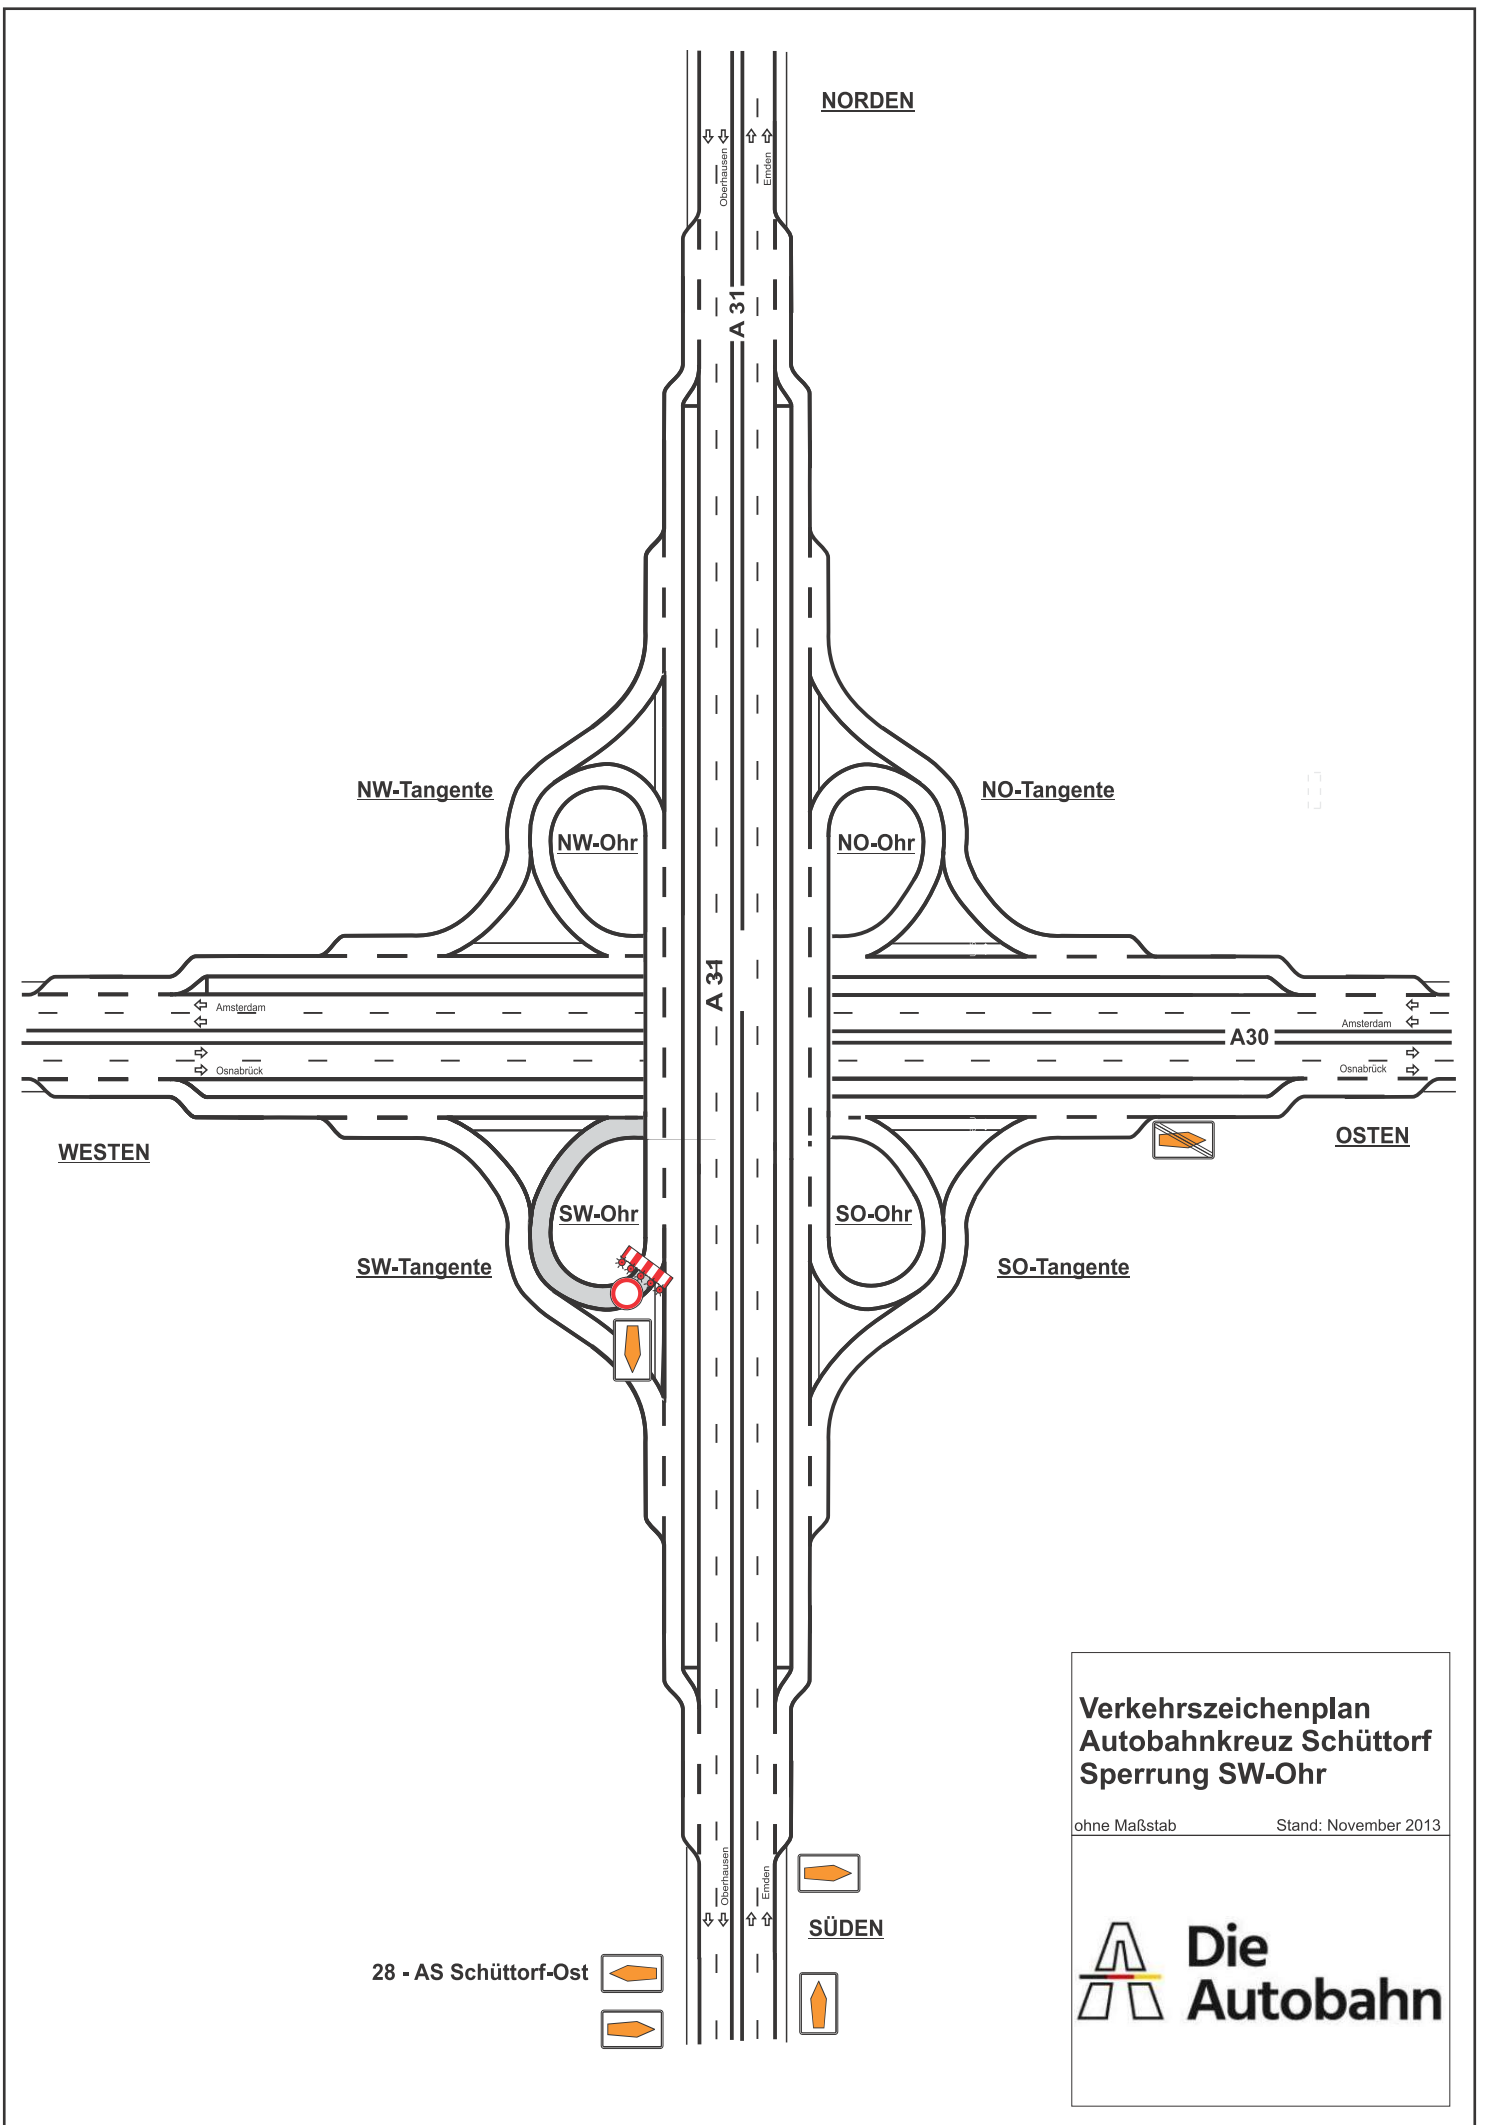 NORDEN
Oberhausen
Emden
A 31
NW-Tangente
NO-Tangente
NW-Ohr
NO-Ohr
A 31
Amsterdam
Amsterdam
A30
Osnabrück
Osnabrück
WESTEN
OSTEN
SW-Ohr
SO-Ohr
SW-Tangente
SO-Tangente
Verkehrszeichenplan
Autobahnkreuz Schüttorf
Sperrung SW-Ohr
ohne Maßstab Stand: November 2013
Oberhausen
Emden
SÜDEN
28 - AS Schüttorf-Ost
Die
Autobahn